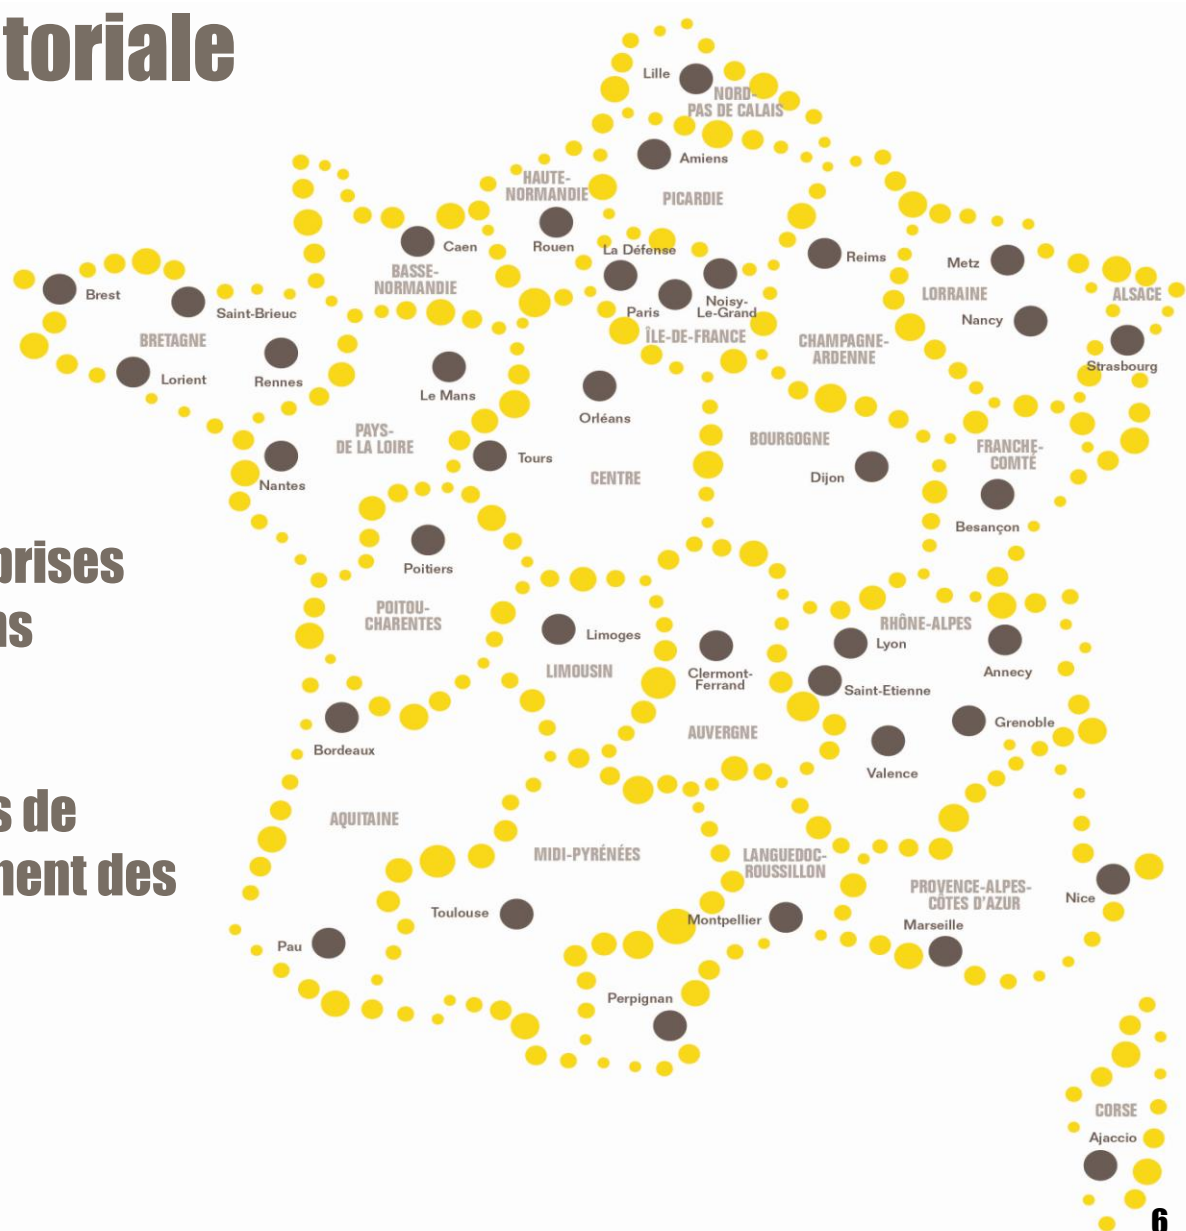 toriale
Lille
NORD-
PAS DE CALAIS
Amiens
PICARDIE
HAUTE-
NORMANDIE
Rouen
Caen
BASSE-
NORMANDIE
La Défense
Paris
Noisy-
Le-Grand
ÎLE-DE-FRANCE
Reims
CHAMPAGNE-
ARDENNE
Metz
LORRAINE
Nancy
ALSACE
Strasbourg
Brest
Saint-Brieuc
BRETAGNE
Lorient
Rennes
Le Mans
PAYS-
DE LA LOIRE
Nantes
Orléans
Tours
CENTRE
BOURGOGNE
Dijon
FRANCHE-
COMTÉ
Besançon
prises
ns
Poitiers
POITOU-
CHARENTES
Limoges
LIMOUSIN
Clermont-
Ferrand
AUVERGNE
RHÔNE-ALPES
Lyon
Annecy
Saint-Etienne
Grenoble
Valence
Bordeaux
AQUITAINE
s de
ment des
MIDI-PYRÉNÉES
Toulouse
Pau
LANGUEDOC-
ROUSSILLON
Montpellier
Perpignan
PROVENCE-ALPES-
CÔTES D'AZUR
Marseille
Nice
CORSE
Ajaccio
6